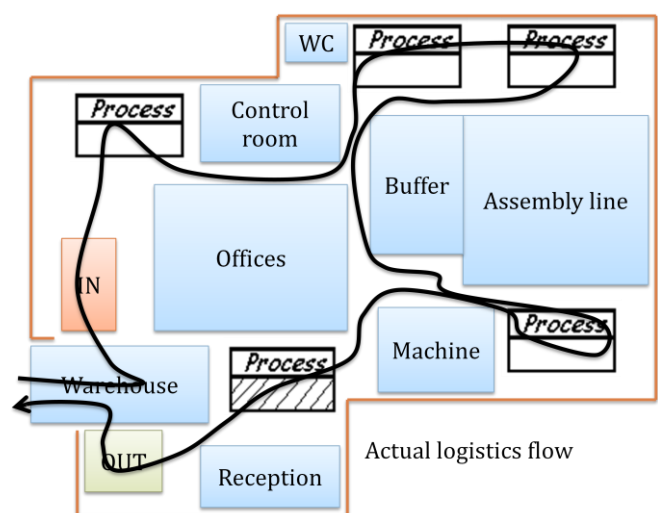 WC
Process
Process
Process
Control
room
Buffer
Assembly line
Offices
IN
Process
Machine
Process
Warehouse
OUT
Reception
Actual logistics flow